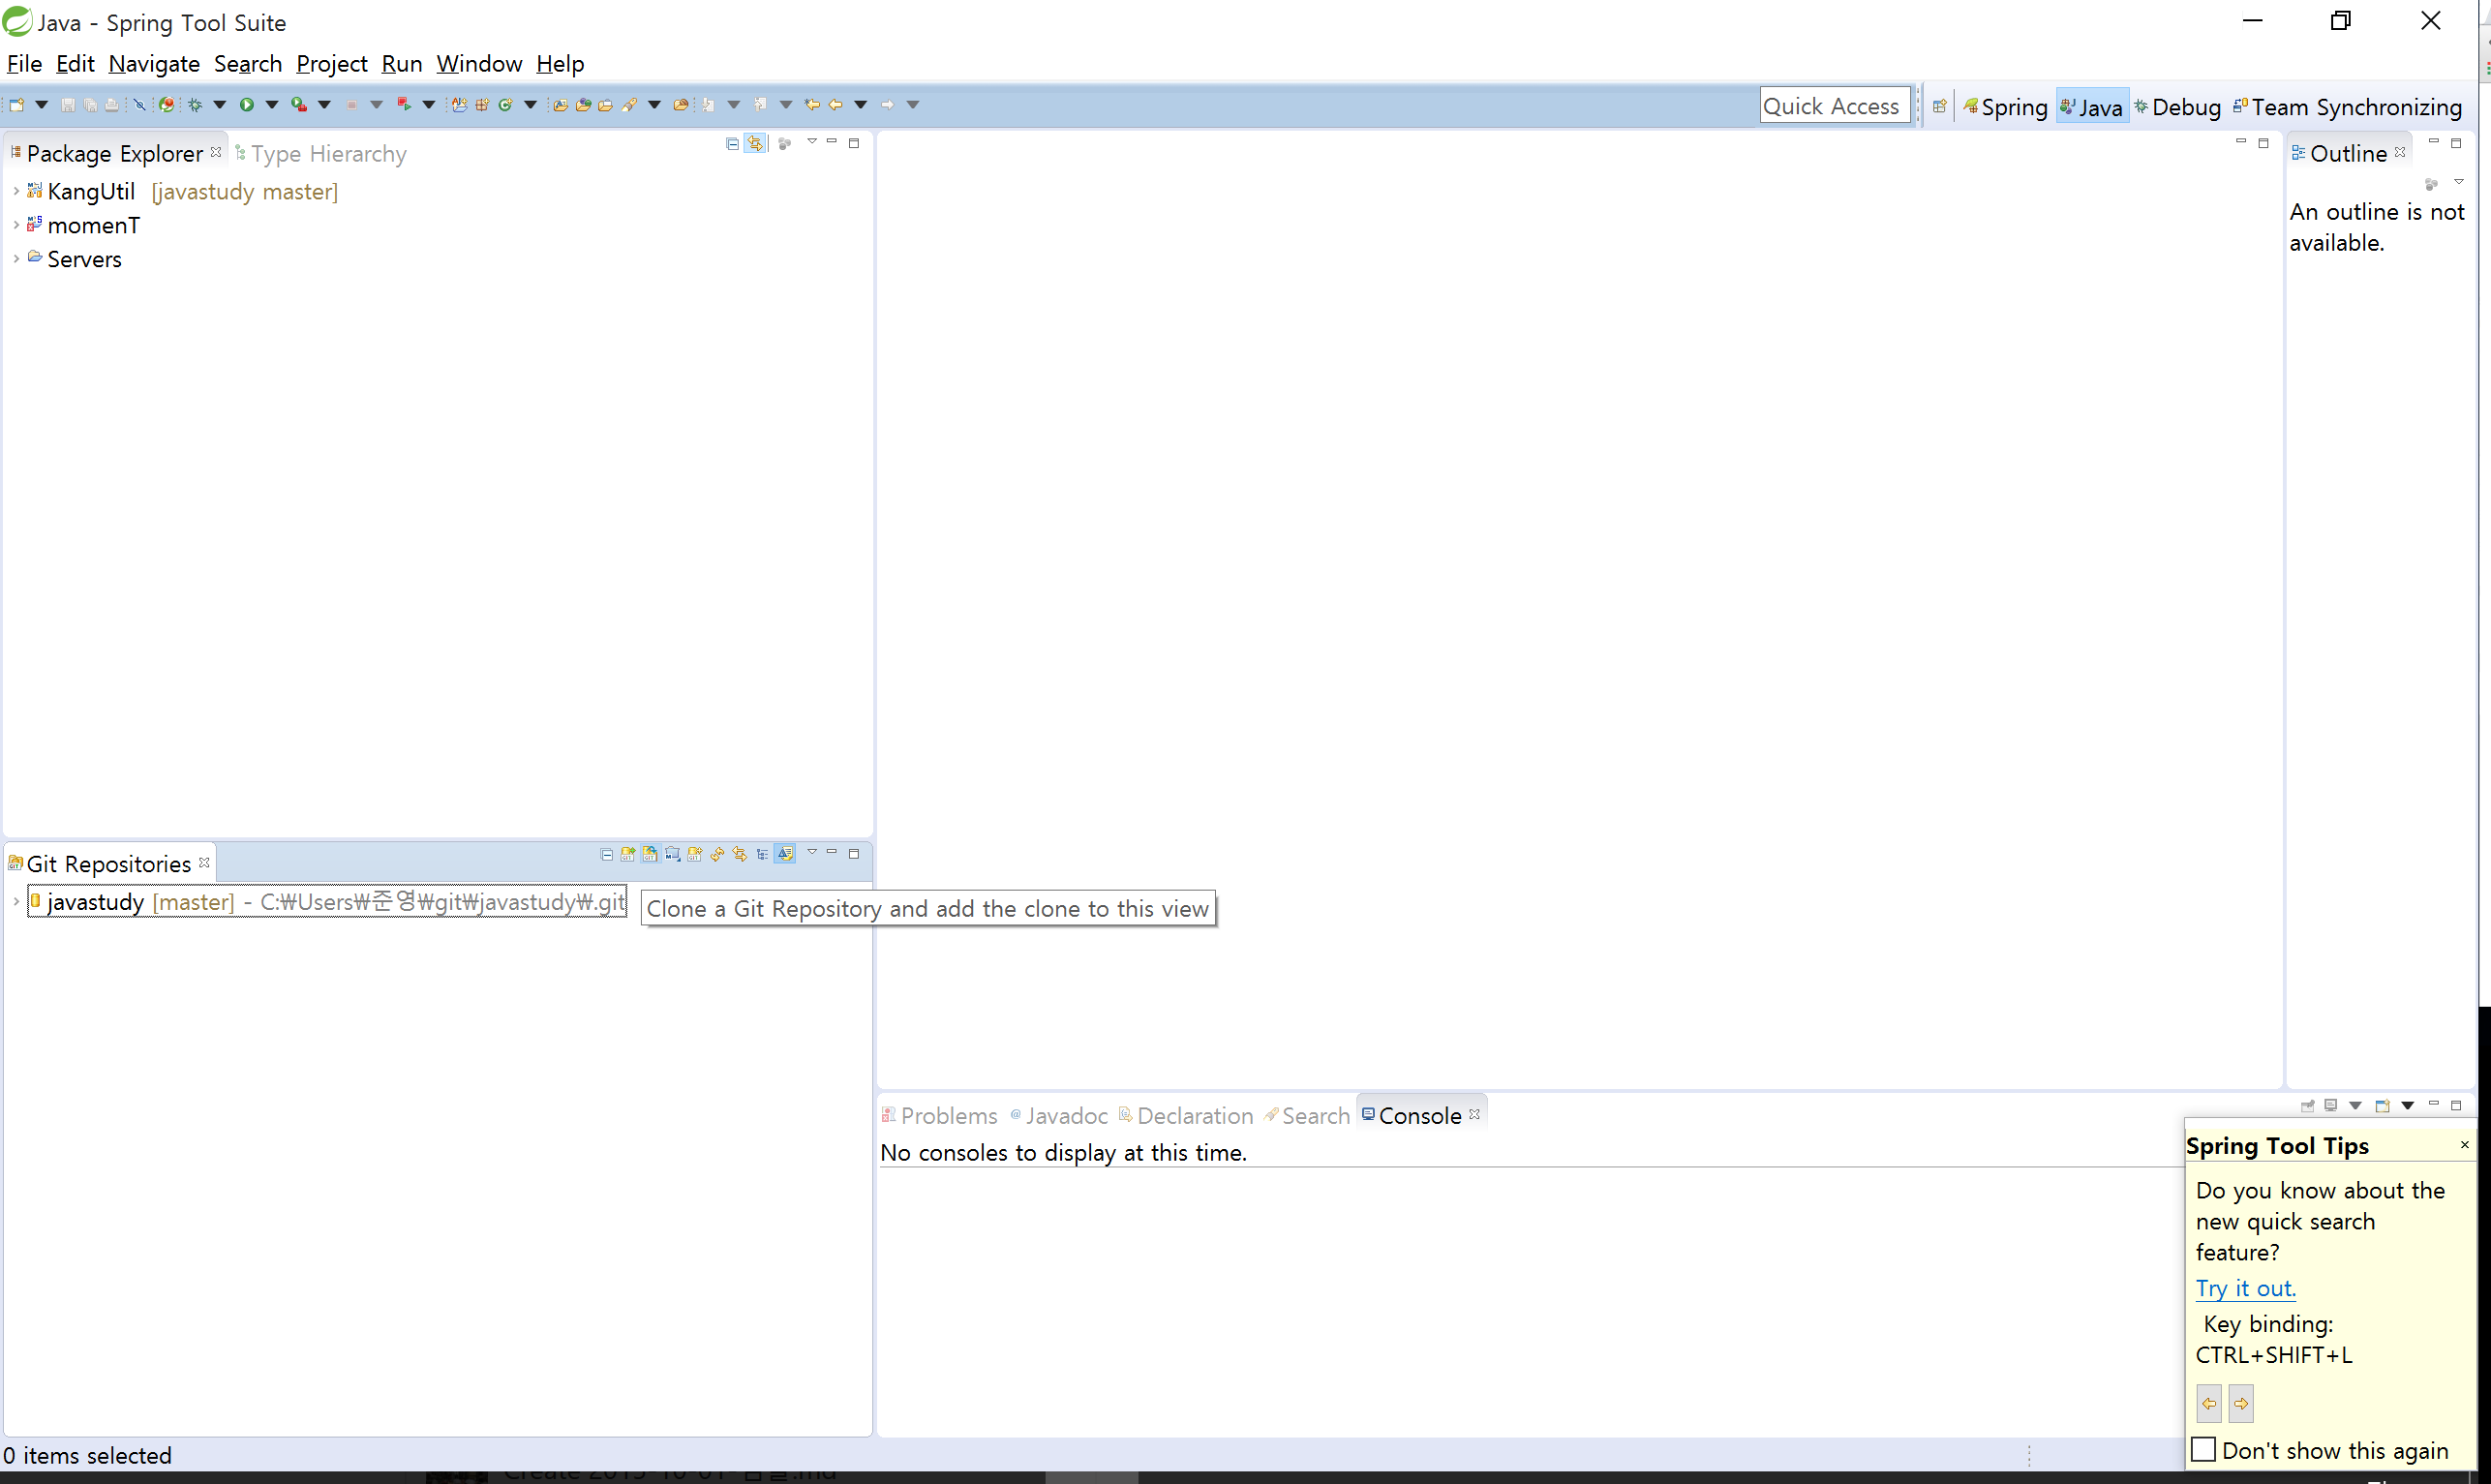 Java - Spring Tool Suite
File Edit Navigate Search Project Run Window Help
Quick Access
Spring Java Debug Team Synchronizing
Package Explorer Type Hierarchy
KangUtil [javastudy master]
momenT
Servers
Outline
An outline is not
available.
Git Repositories
javastudy [master] - C:₩Users₩준영₩git₩javastudy₩.git
Clone a Git Repository and add the clone to this view
Problems Javadoc Declaration Search Console
No consoles to display at this time.
Spring Tool Tips
Do you know about the
new quick search
feature?
Try it out.
Key binding:
CTRL+SHIFT+L
Don't show this again
0 items selected